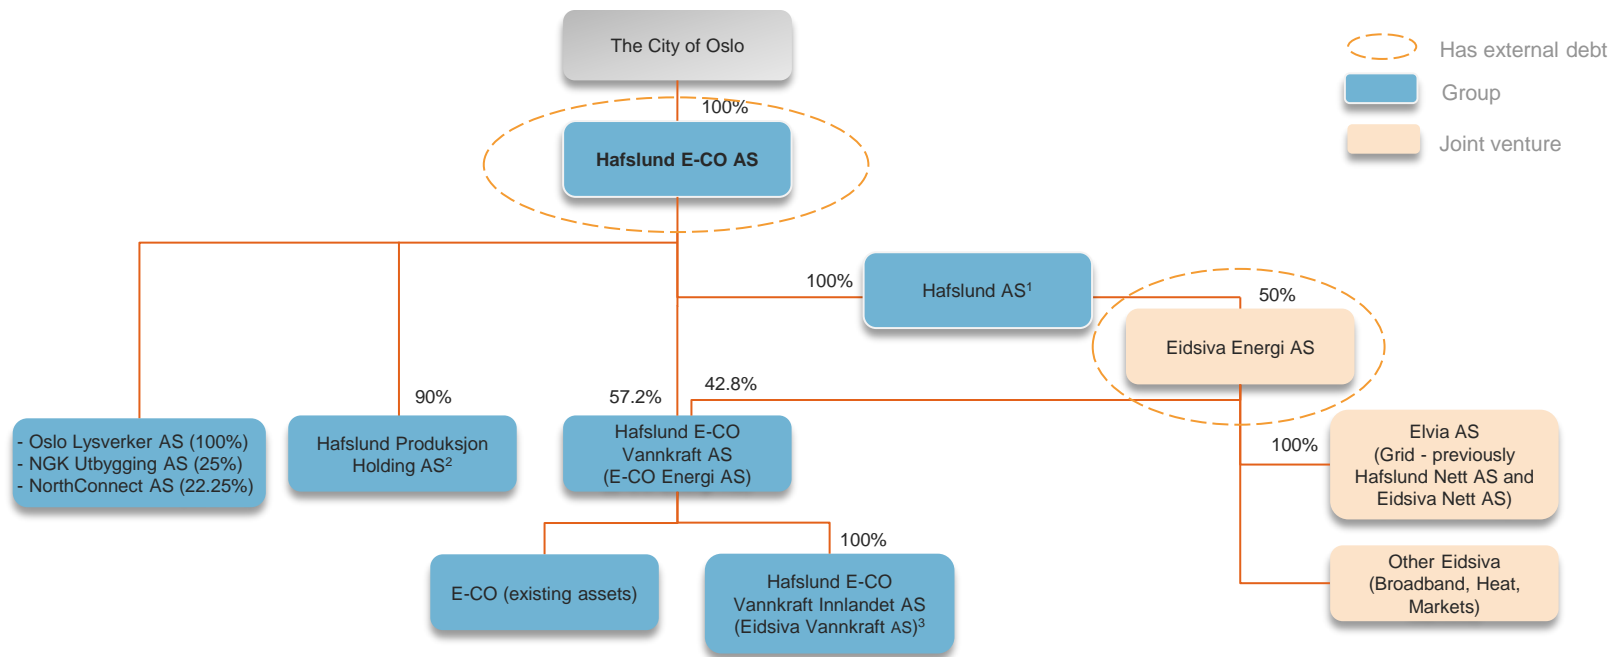 The City of Oslo
Has external debt
Group
Joint venture
100%
Hafslund E-CO AS
100%
Hafslund AS1
50%
Eidsiva Energi AS
90%
57.2%
42.8%
- Oslo Lysverker AS (100%)
- NGK Utbygging AS (25%)
- NorthConnect AS (22.25%)
Hafslund Produksjon
Holding AS2
Hafslund E-CO
Vannkraft AS
(E-CO Energi AS)
100%
Elvia AS
(Grid - previously
Hafslund Nett AS and
Eidsiva Nett AS)
E-CO (existing assets)
100%
Hafslund E-CO
Vannkraft Innlandet AS
(Eidsiva Vannkraft AS)3
Other Eidsiva
(Broadband, Heat,
Markets)